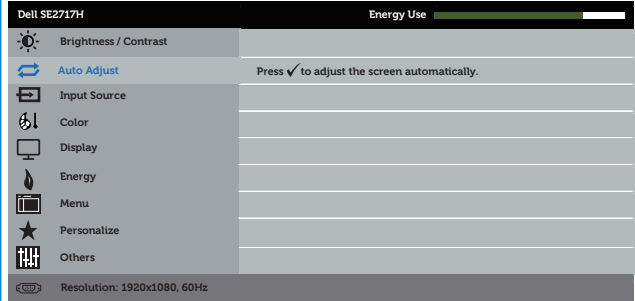 Dell SE2717H Energy Use
Brightness / Contrast
Auto Adjust Press ✓ to adjust the screen automatically.
Input Source
Color
Display
Energy
Menu
Personalize
Others
Resolution: 1920x1080, 60Hz